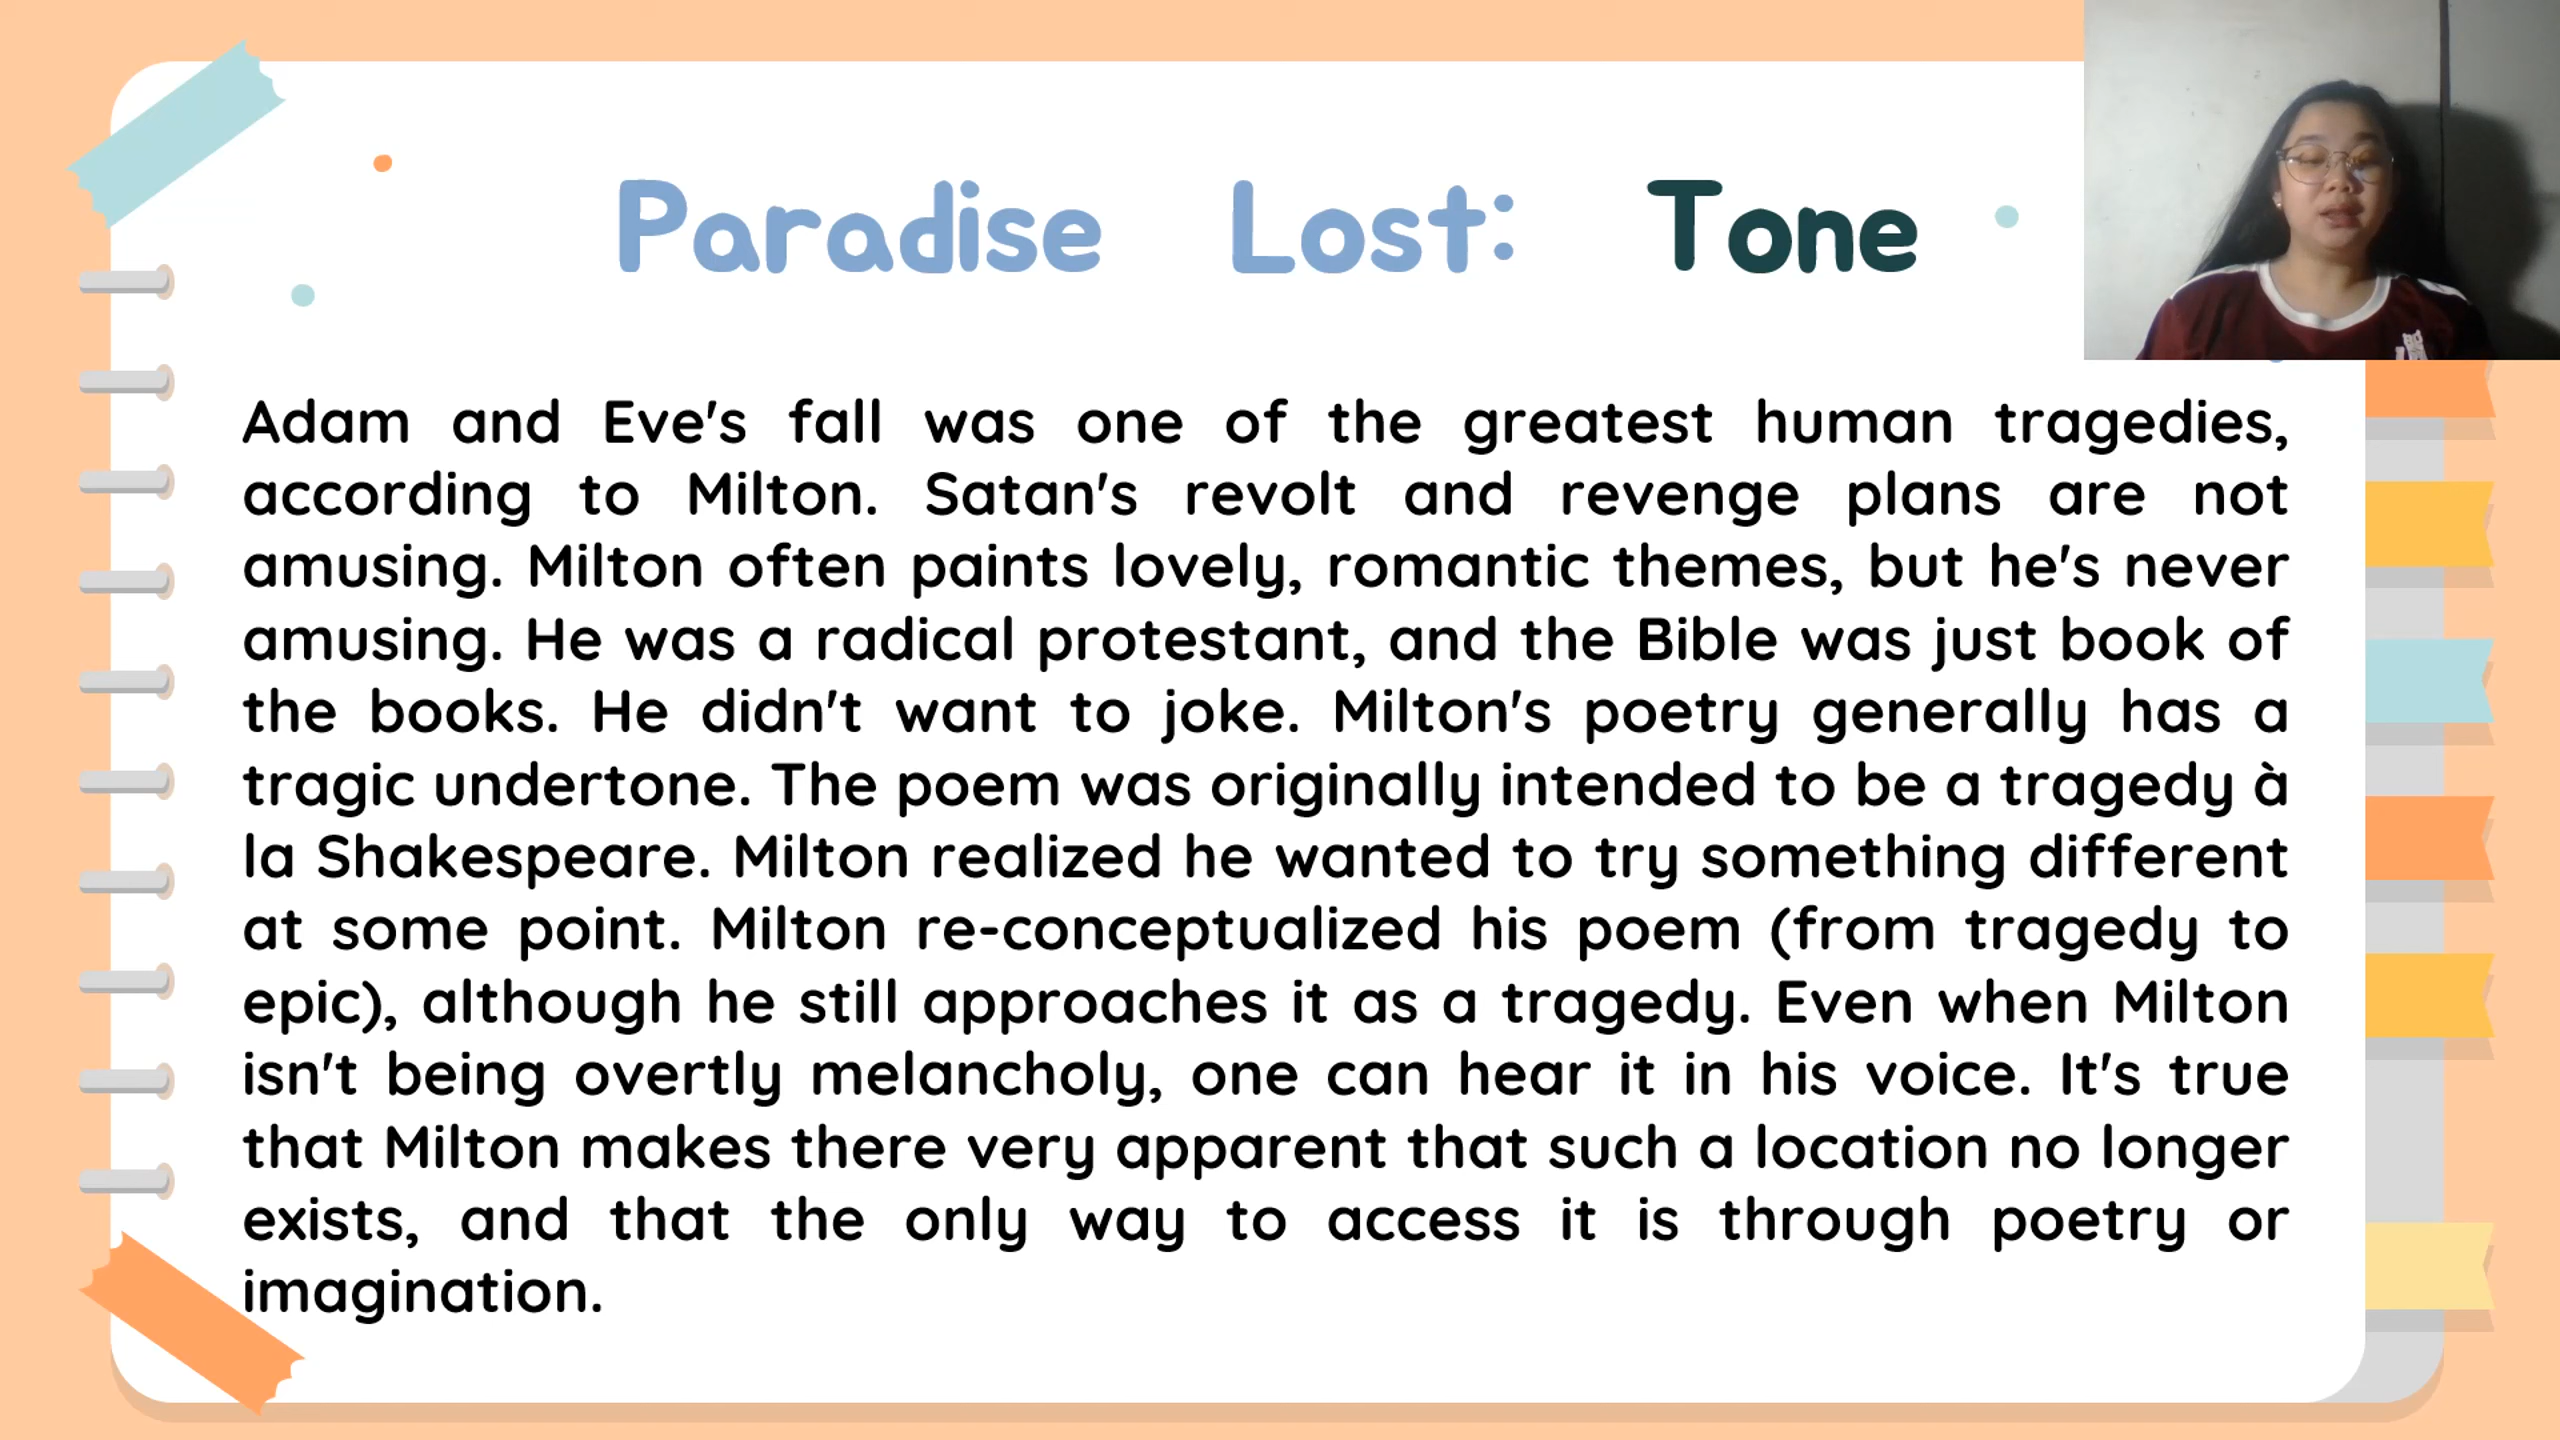 Paradise Lost: Tone
Adam and Eve's fall was one of the greatest human tragedies,
according to Milton. Satan's revolt and revenge plans are not
amusing. Milton often paints lovely, romantic themes, but he's never
amusing. He was a radical protestant, and the Bible was just book of
the books. He didn't want to joke. Milton's poetry generally has a
tragic undertone. The poem was originally intended to be a tragedy à
la Shakespeare. Milton realized he wanted to try something different
at some point. Milton re-conceptualized his poem (from tragedy to
epic), although he still approaches it as a tragedy. Even when Milton
isn't being overtly melancholy, one can hear it in his voice. It's true
that Milton makes there very apparent that such a location no longer
exists, and that the only way to access it is through poetry or
imagination.